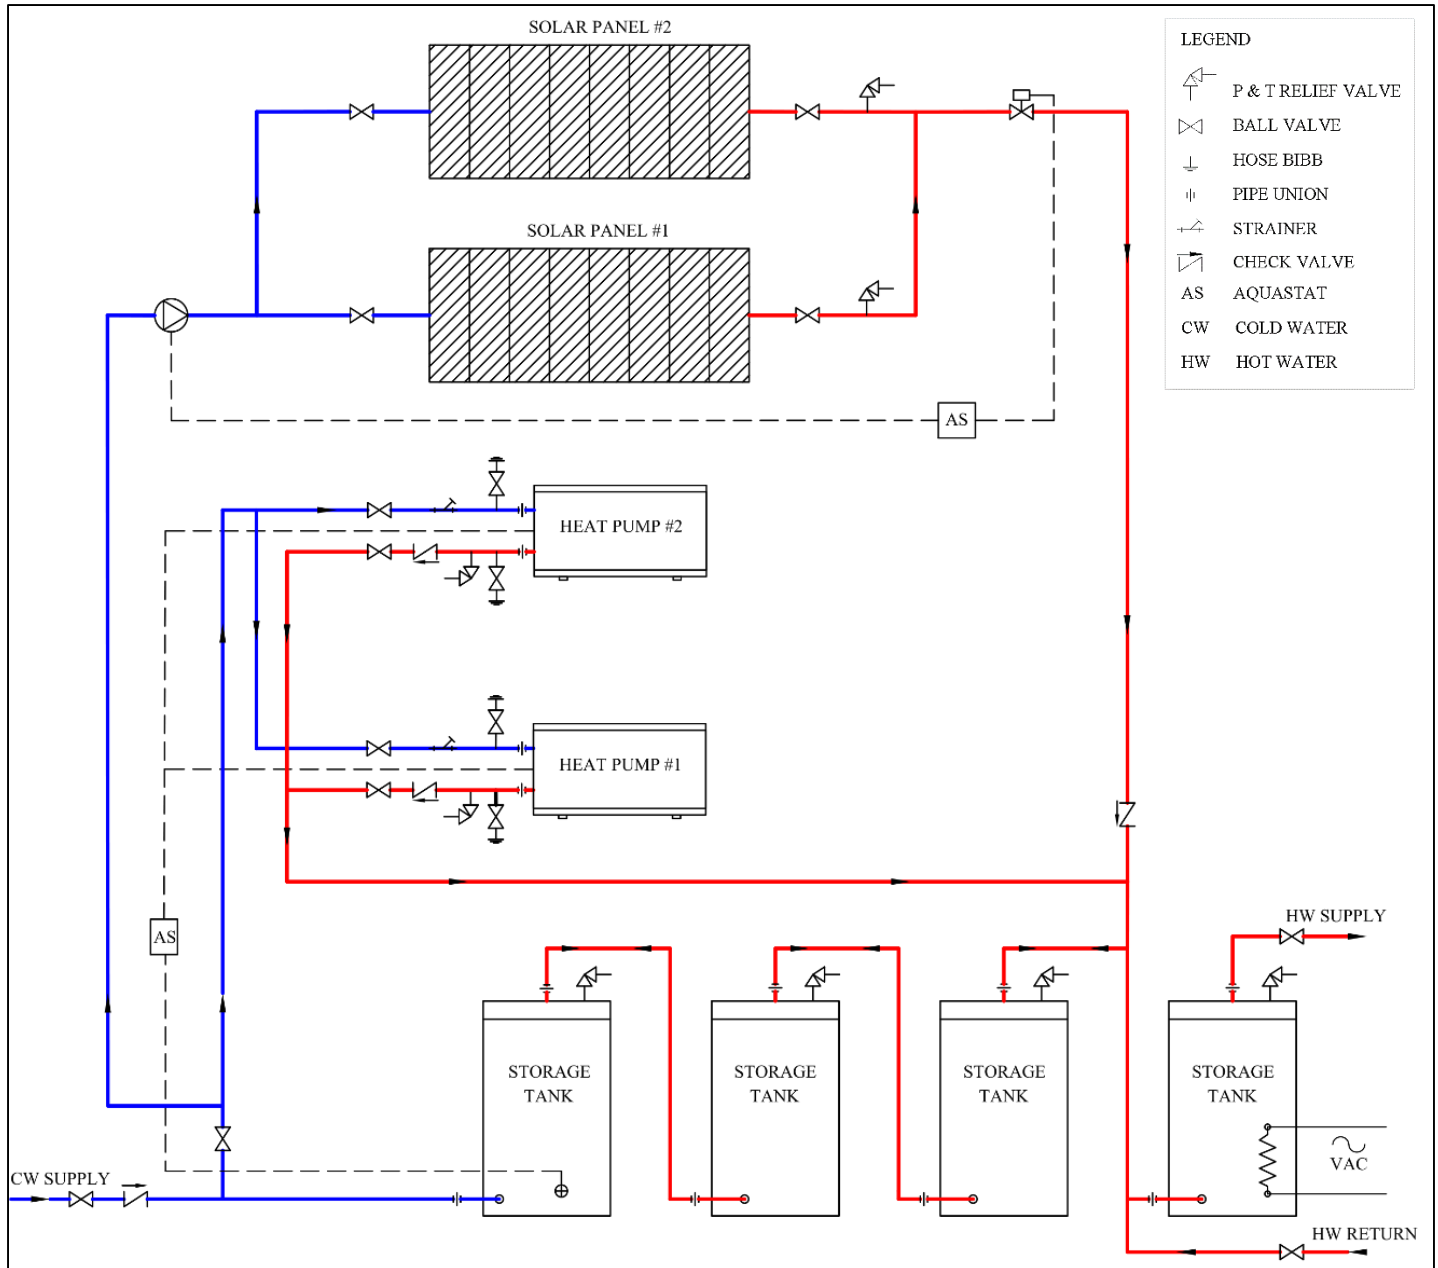 SOLAR PANEL #2
LEGEND
P & T RELIEF VALVE
BALL VALVE
HOSE BIBB
PIPE UNION
STRAINER
CHECK VALVE
AS AQUASTAT
CW COLD WATER
HW HOT WATER
SOLAR PANEL #1
AS
HEAT PUMP #2
HEAT PUMP #1
AS
HW SUPPLY
STORAGE
TANK
STORAGE
TANK
STORAGE
TANK
STORAGE
TANK
VAC
CW SUPPLY
HW RETURN